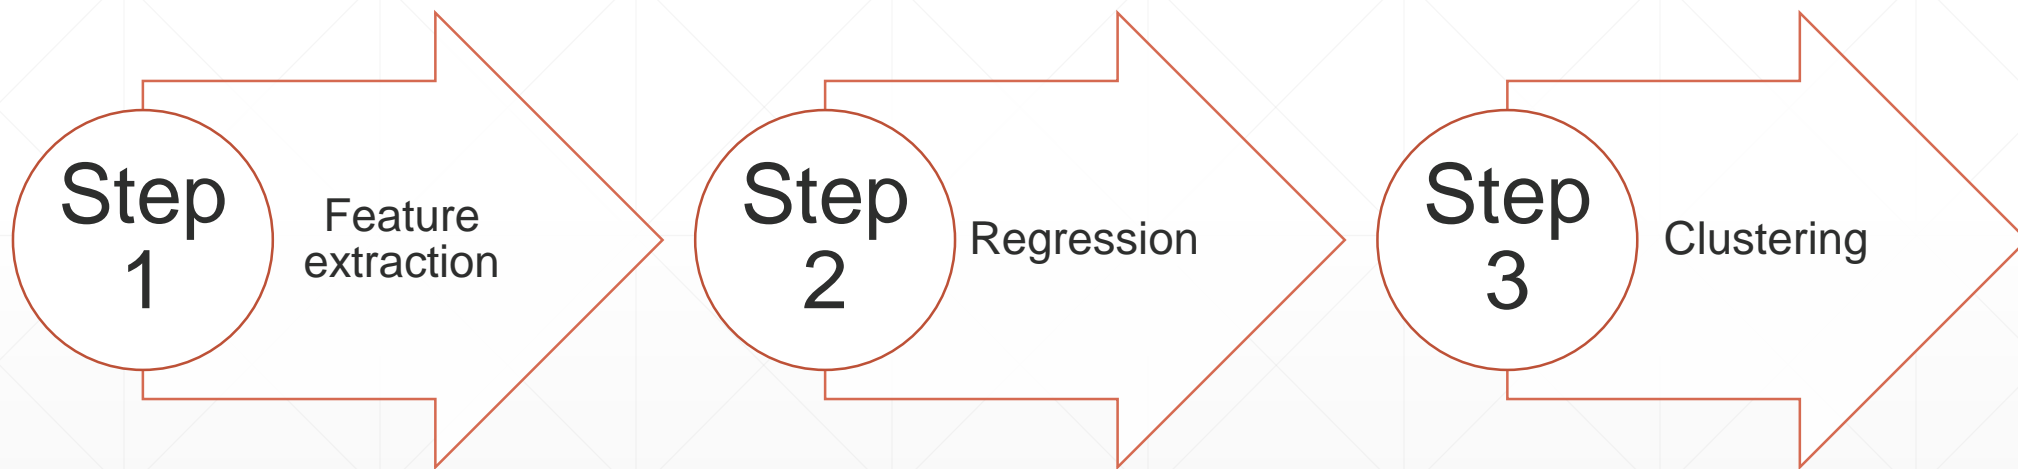 Step
1
Feature
extraction
Step
2
Regression
Step
3
Clustering